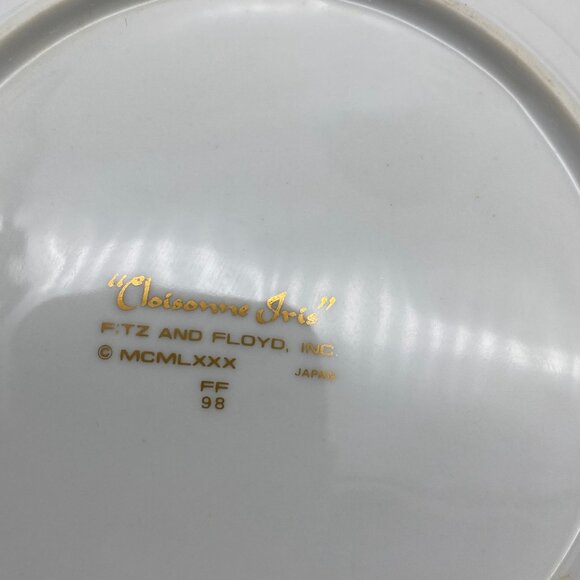 "Cloisonne Iris"
FITZ AND FLOYD, INC.
© MCMLXXX
JAPAN
FF
98